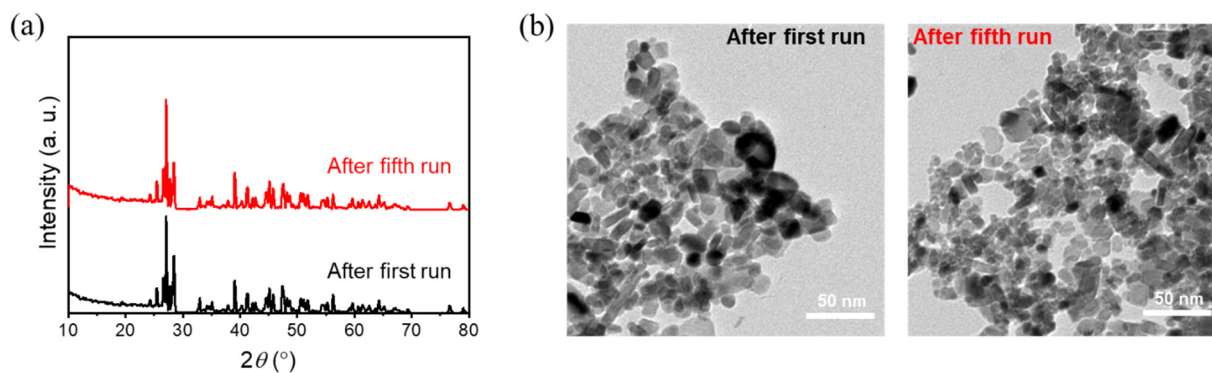 (a)
Intensity (a. u.)
After fifth run
After first run
10 20 30 40 50 60 70 80
2θ (°)
(b)
After first run
50 nm
After fifth run
50 nm